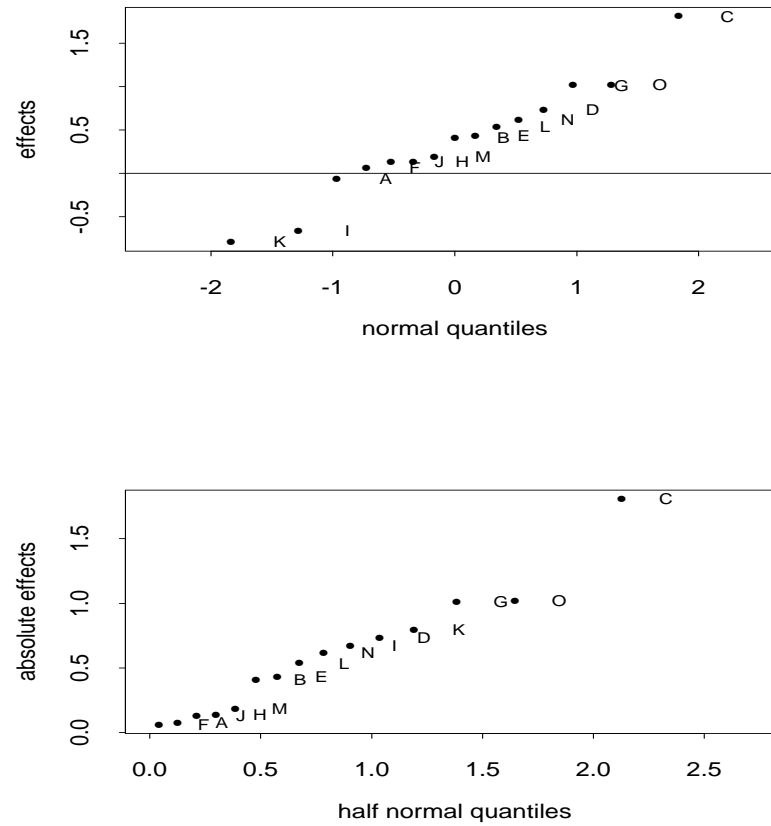 effects
1.5
0.5
-0.5
C
O
G
D
N
L
E
B
M
H
J
F
A
I
K
-2
-1
0
1
2
normal quantiles
absolute effects
1.5
1.0
0.5
0.0
C
O
G
K
D
I
N
L
E
B
M
H
J
A
F
0.0
0.5
1.0
1.5
2.0
2.5
half normal quantiles